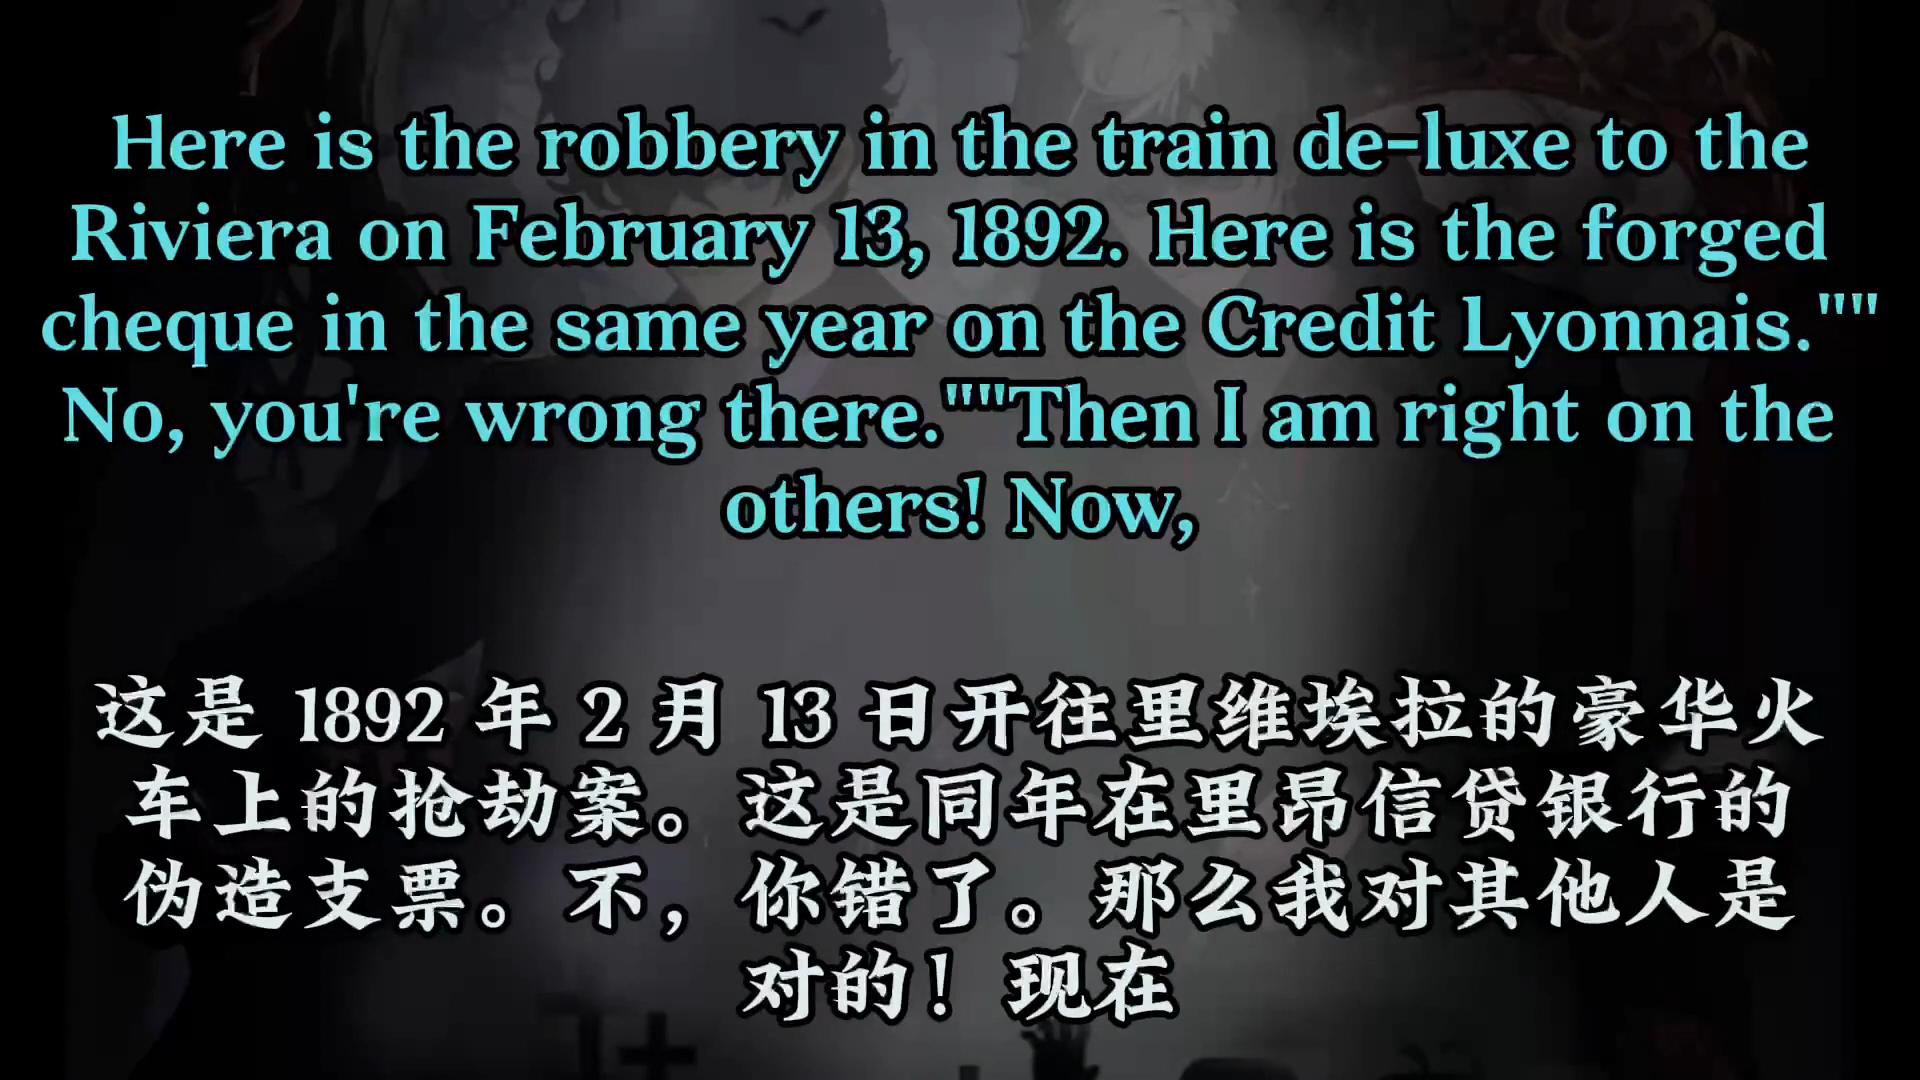 Here is the robbery in the train de-luxe to the
Riviera on February 13, 1892. Here is the forged
cheque in the same year on the Credit Lyonnais.""
No, you're wrong there.""Then I am right on the
others! Now,
这是 1892 年 2 月 13 日开往里维埃拉的豪华火
车上的抢劫案。这是同年在里昂信贷银行的
伪造支票。不，你错了。那么我对其他人是
对的！现在